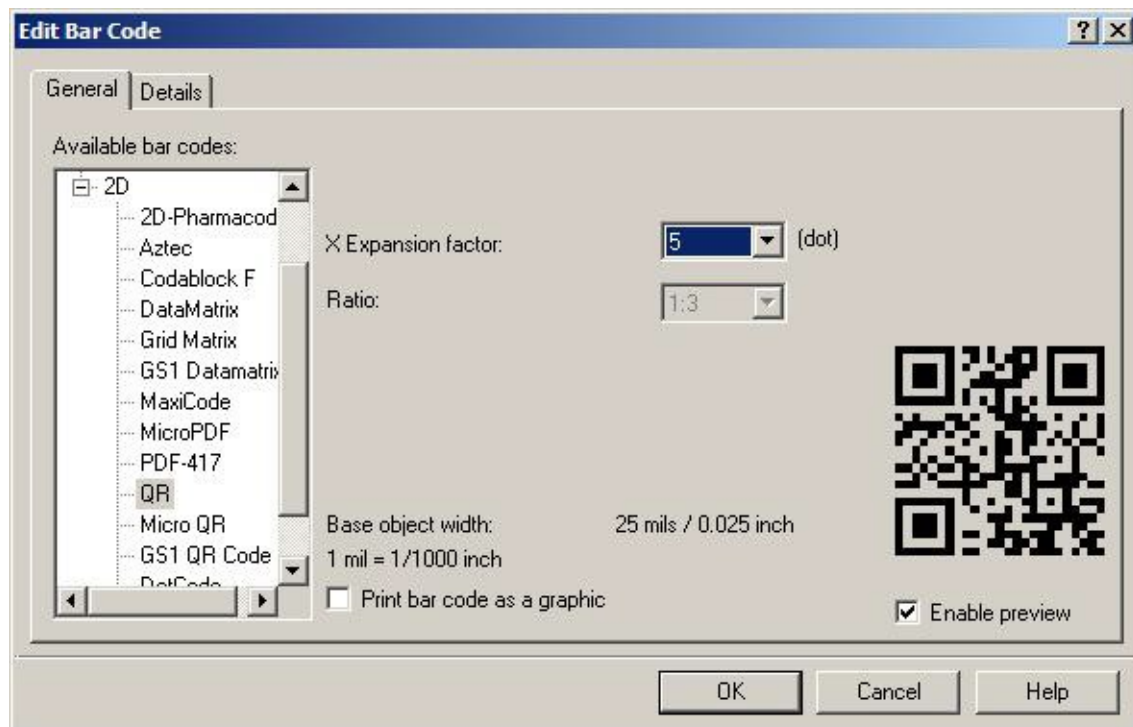 Edit Bar Code
General Details
Available bar codes:
2D
2D-Pharmacod
Aztec
Codablock F
DataMatrix
Grid Matrix
GS1 Datamatrix
MaxiCode
MicroPDF
PDF-417
QR
Micro QR
GS1 QR Code
DotCode
X Expansion factor: 5 (dot)
Ratio: 1:3
Base object width: 25 mils / 0.025 inch
1 mil = 1/1000 inch
Print bar code as a graphic
Enable preview
OK Cancel Help